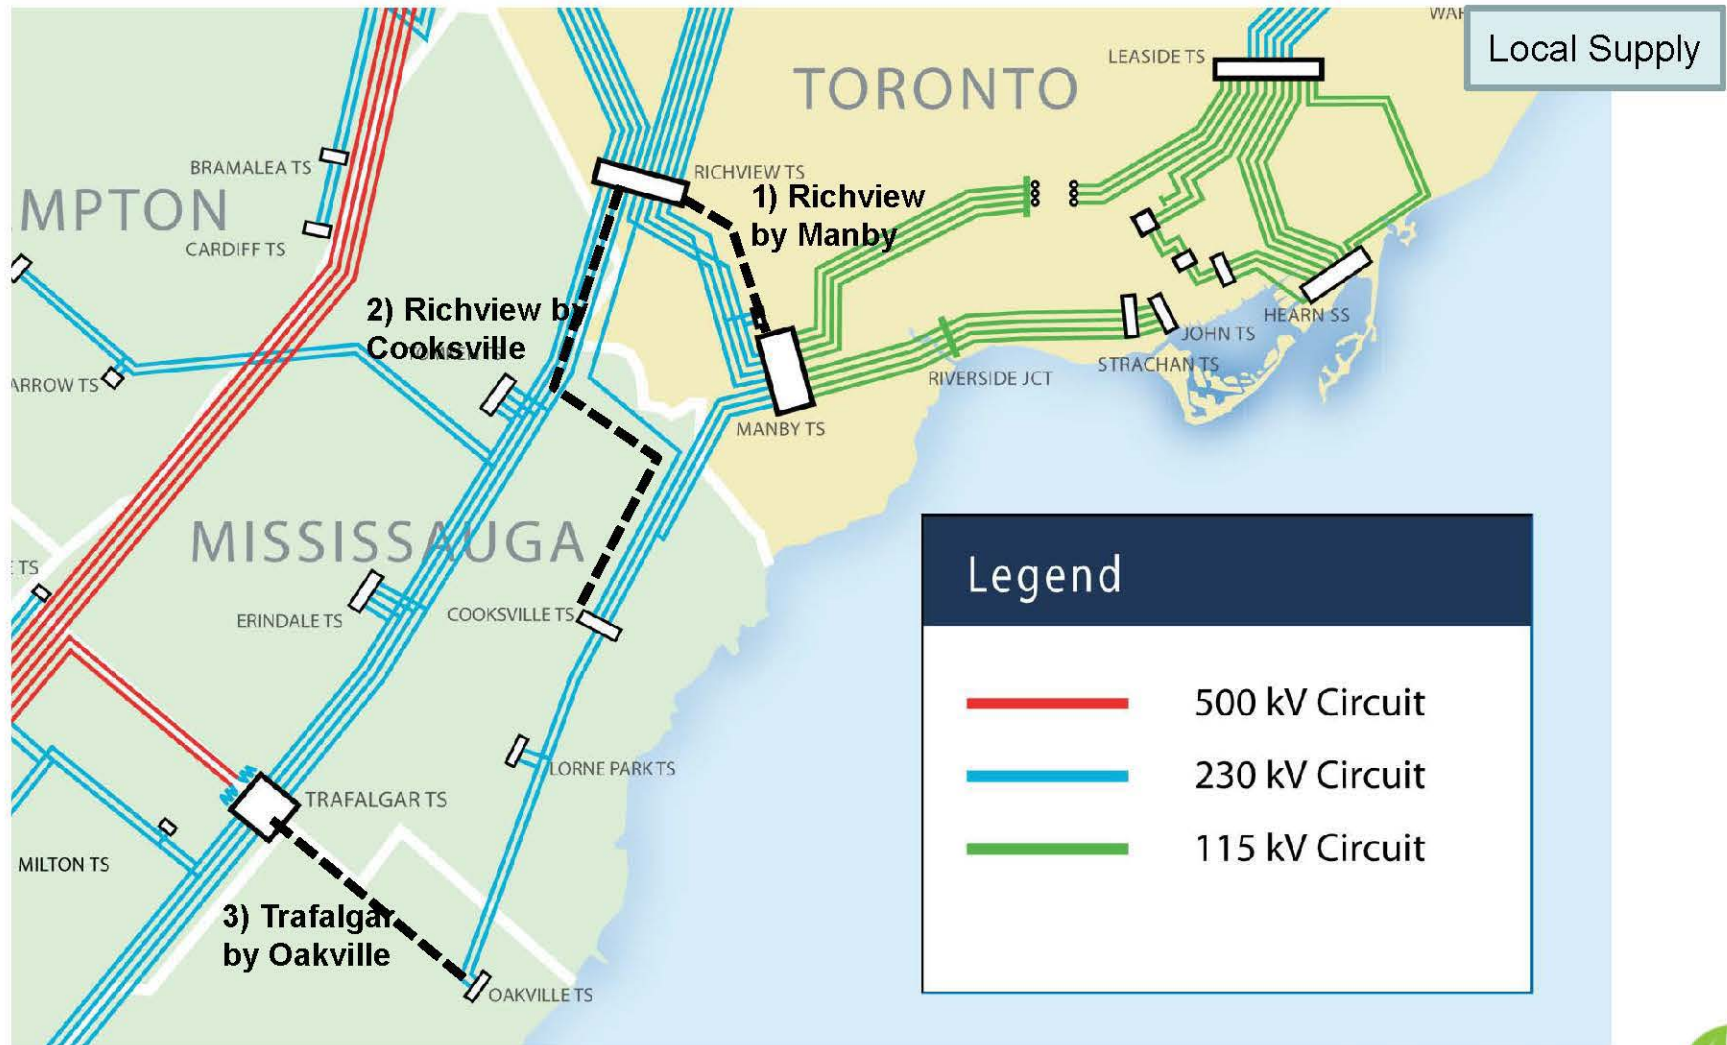 Local Supply
LEASIDE TS
TORONTO
BRAMALEA TS
RICHVIEW TS
1) Richview
by Manby
MPTON
CARDIFF TS
2) Richview by
Cooksville
ARROW TS
HEARN SS
JOHN TS
STRACHAN TS
RIVERSIDE JCT
MANBY TS
MISSISSAUGA
TS
ERINDALE TS
COOKSVILLE TS
Legend
500 kV Circuit
230 kV Circuit
115 kV Circuit
LORNE PARK TS
TRAFALGAR TS
MILTON TS
3) Trafalgar
by Oakville
OAKVILLE TS